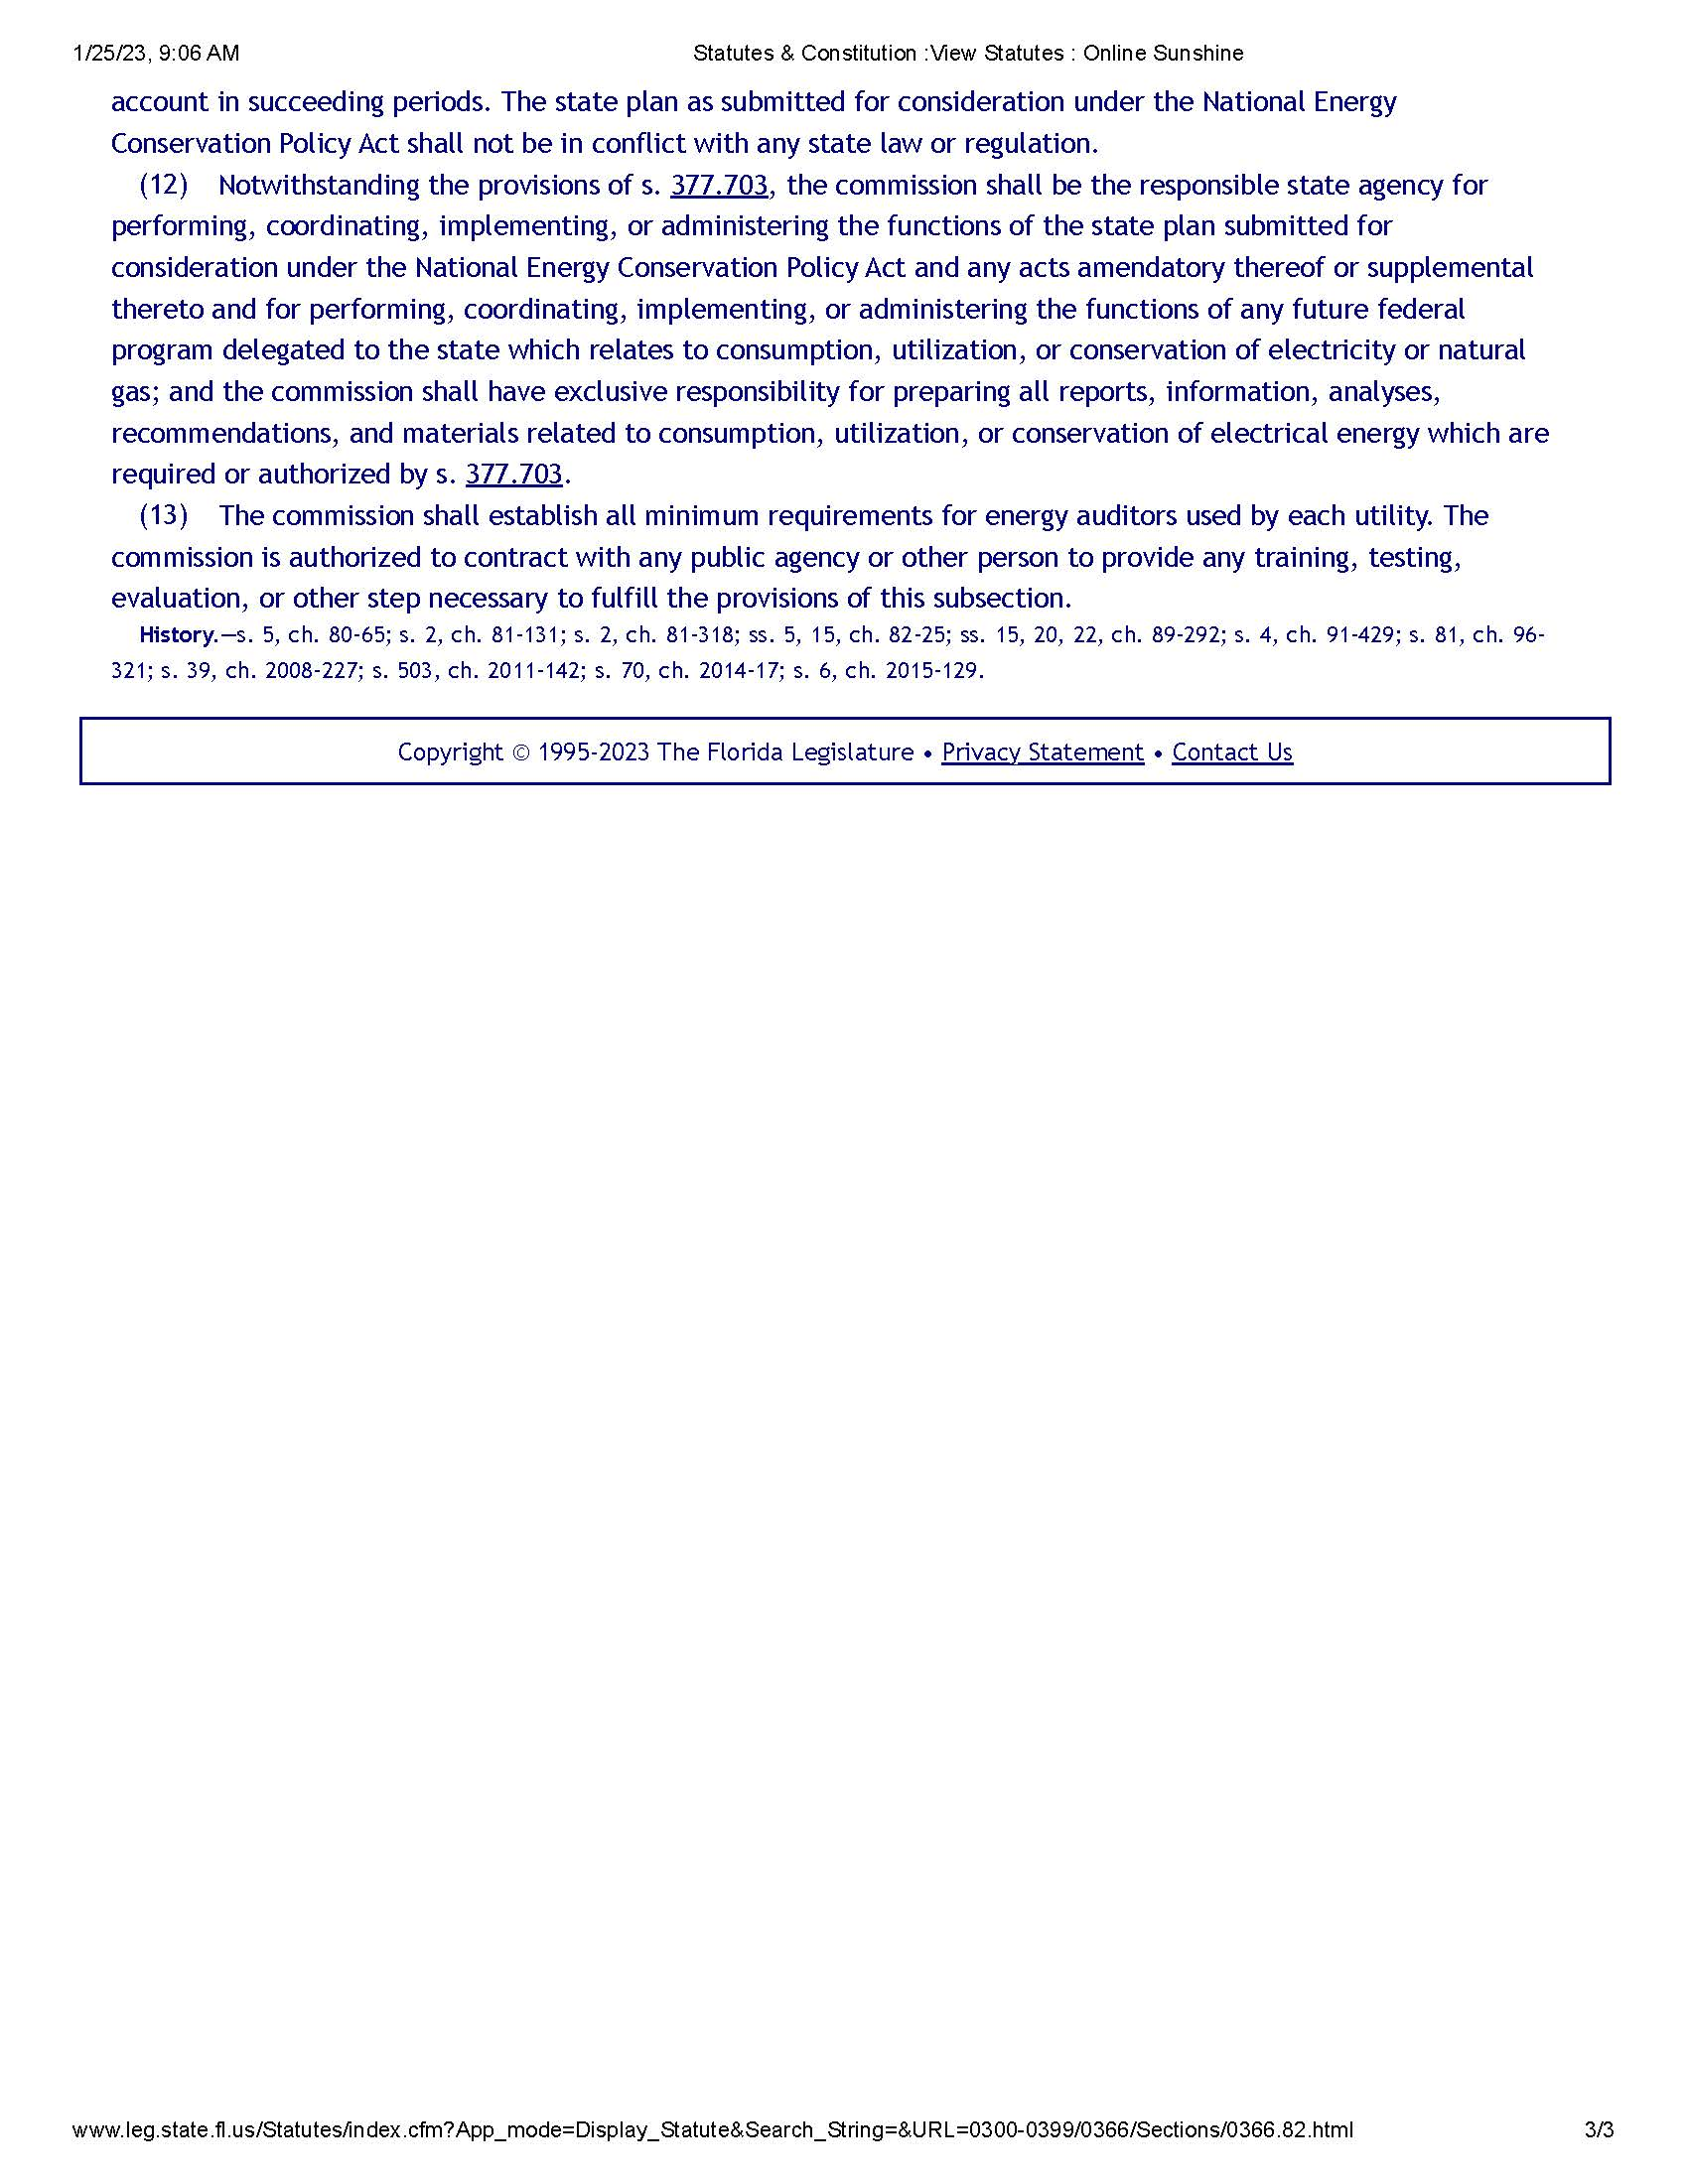 1/25/23, 9:06 AM Statutes & Constitution :View Statutes : Online Sunshine
account in succeeding periods. The state plan as submitted for consideration under the National Energy
Conservation Policy Act shall not be in conflict with any state law or regulation.
(12) Notwithstanding the provisions of s. 377.703, the commission shall be the responsible state agency for
performing, coordinating, implementing, or administering the functions of the state plan submitted for
consideration under the National Energy Conservation Policy Act and any acts amendatory thereof or supplemental
thereto and for performing, coordinating, implementing, or administering the functions of any future federal
program delegated to the state which relates to consumption, utilization, or conservation of electricity or natural
gas; and the commission shall have exclusive responsibility for preparing all reports, information, analyses,
recommendations, and materials related to consumption, utilization, or conservation of electrical energy which are
required or authorized by s. 377.703.
(13) The commission shall establish all minimum requirements for energy auditors used by each utility. The
commission is authorized to contract with any public agency or other person to provide any training, testing,
evaluation, or other step necessary to fulfill the provisions of this subsection.
History.—s. 5, ch. 80-65; s. 2, ch. 81-131; s. 2, ch. 81-318; ss. 5, 15, ch. 82-25; ss. 15, 20, 22, ch. 89-292; s. 4, ch. 91-429; s. 81, ch. 96-
321; s. 39, ch. 2008-227; s. 503, ch. 2011-142; s. 70, ch. 2014-17; s. 6, ch. 2015-129.
Copyright © 1995-2023 The Florida Legislature • Privacy Statement • Contact Us
www.leg.state.fl.us/Statutes/index.cfm?App_mode=Display_Statute&Search_String=&URL=0300-0399/0366/Sections/0366.82.html 3/3